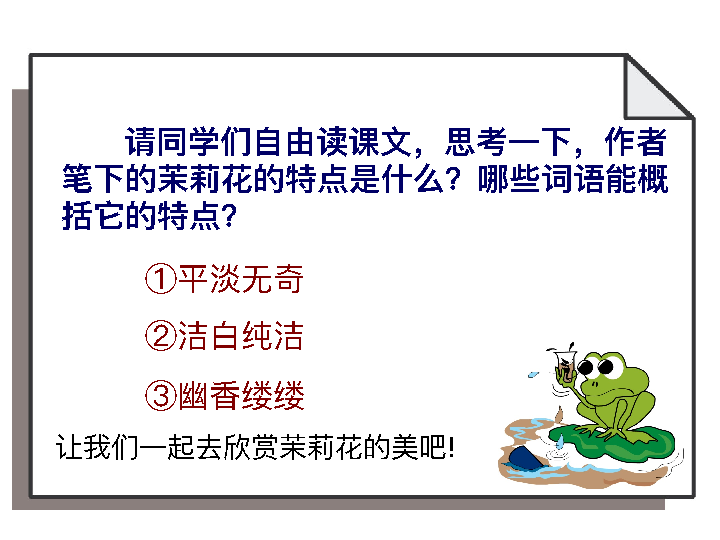 请同学们自由读课文，思考一下，作者
笔下的茉莉花的特点是什么？哪些词语能概
括它的特点？
①平淡无奇
②洁白纯洁
③幽香缕缕
让我们一起去欣赏茉莉花的美吧!